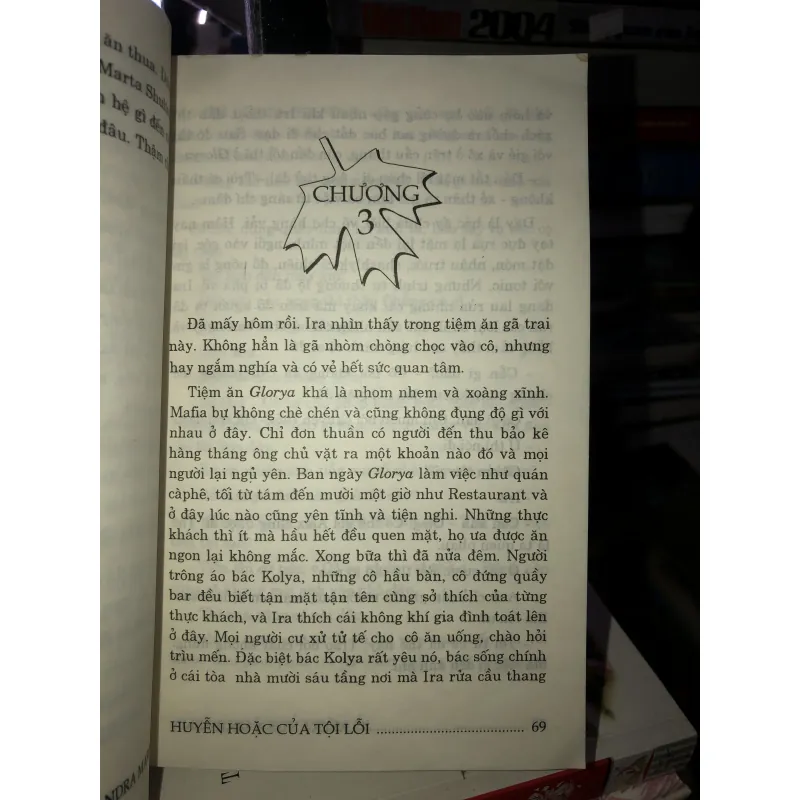 ăn thua.
Marta
hệ gì đến
đâu. Thêm
2004
CHƯƠNG
3
Đã mấy hôm rồi. Ira nhìn thấy trong tiệm ăn gã trai
này. Không hẳn là gã nhòm chòng chọc vào cô, nhưng
hay ngắm nghía và có vẻ hết sức quan tâm.
Tiệm ăn Glorya khá là nhom nhem và xoàng xĩnh.
Mafia bự không chè chén và cũng không đụng độ gì với
nhau ở đây. Chỉ đơn thuần có người đến thu bảo kê
hàng tháng ông chủ vặt ra một khoản nào đó và mọi
người lại ngủ yên. Ban ngày Glorya làm việc như quán
càphê, tối từ tám đến mười một giờ như Restaurant và
ở đây lúc nào cũng yên tĩnh và tiện nghi. Những thực
khách thì ít mà hầu hết đều quen mặt, họ ưa được ăn
ngon lại không mắc. Xong bữa thì đã nửa đêm. Người
trông áo bác Kolya, những cô hầu bàn, cô đứng quầy
bar đều biết tận mặt tận tên cùng sở thích của từng
thực khách, và Ira thích cái không khí gia đình toát lên
ở đây. Mọi người cư xử tử tế cho cô ăn uống, chào hỏi
trìu mến. Đặc biệt bác Kolya rất yêu nó, bác sống chính
ở cái tòa nhà mười sáu tầng nơi mà Ira rửa cầu thang
HUYỄN HOẶC CỦA TỘI LỖI ........................................ 69